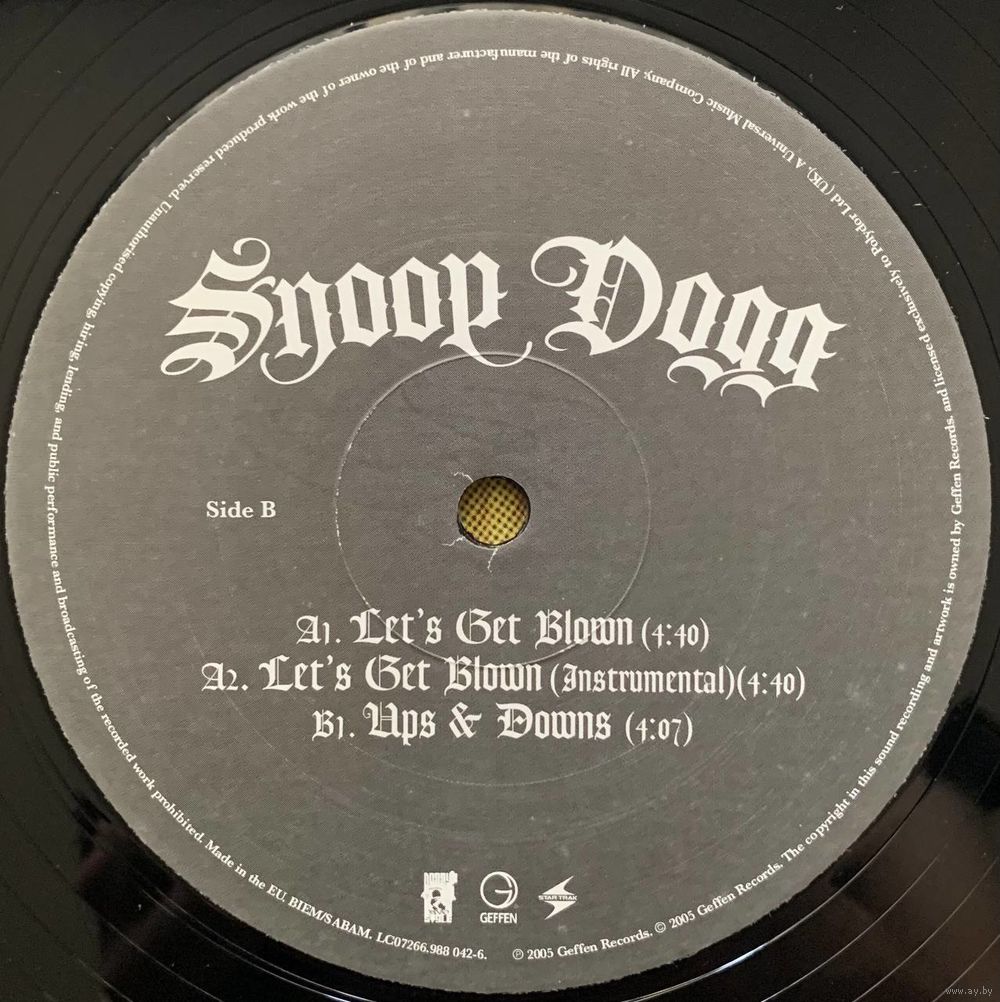 Snoop Dogg
Side B
A1. Let's Get Blown (4:40)
A2. Let's Get Blown (Instrumental)(4:40)
B1. Ups & Downs (4:07)
GEFFEN
STAR TRAK
℗ 2005 Geffen Records. © 2005 Geffen Records. The copyright in this sound recording and artwork is owned by Geffen Records. and licensed exclusively to Polydor Ltd (UK). A Universal Music Company. All rights of the manufacturer and of the owner of the work produced reserved. Unauthorised copying, hiring, lending, and public performance and broadcasting of the recorded work prohibited. Made in the EU. BIEM/SABAM. LC07266.988 042-6.
www.ay.by